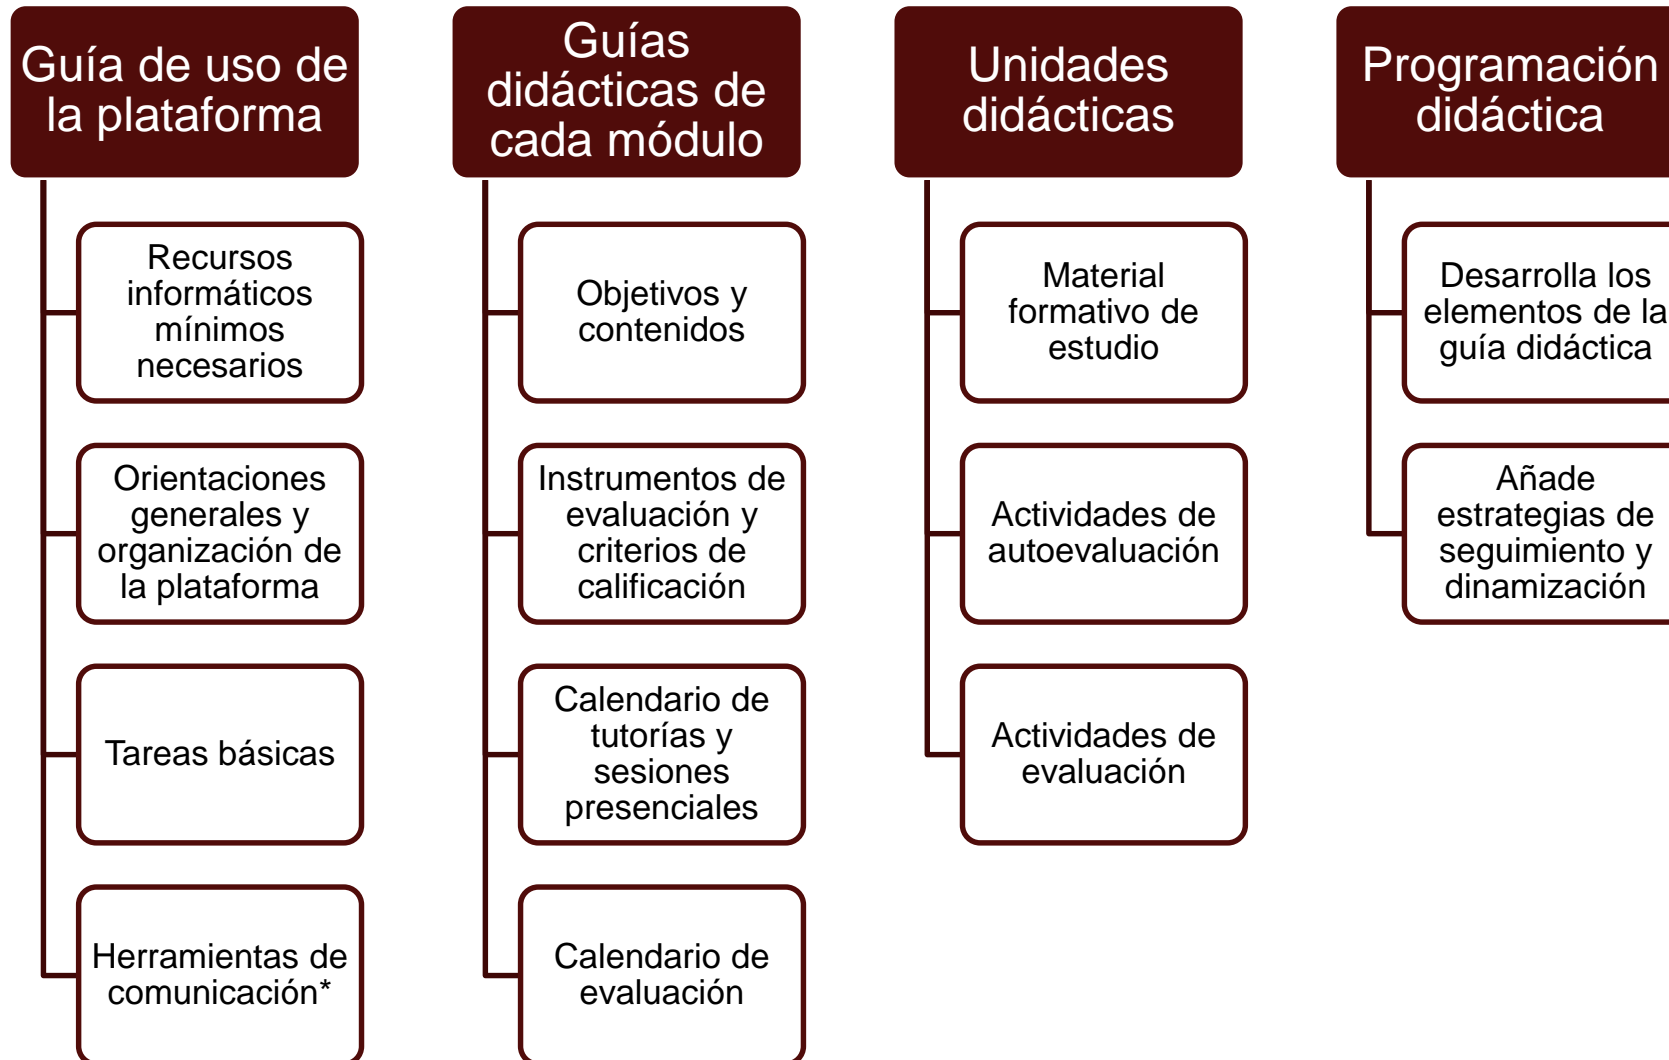 Guía de uso de
la plataforma
Recursos
informáticos
mínimos
necesarios
Orientaciones
generales y
organización de
la plataforma
Tareas básicas
Herramientas de
comunicación*
Guías
didácticas de
cada módulo
Objetivos y
contenidos
Instrumentos de
evaluación y
criterios de
calificación
Calendario de
tutorías y
sesiones
presenciales
Calendario de
evaluación
Unidades
didácticas
Material
formativo de
estudio
Actividades de
autoevaluación
Actividades de
evaluación
Programación
didáctica
Desarrolla los
elementos de la
guía didáctica
Añade
estrategias de
seguimiento y
dinamización